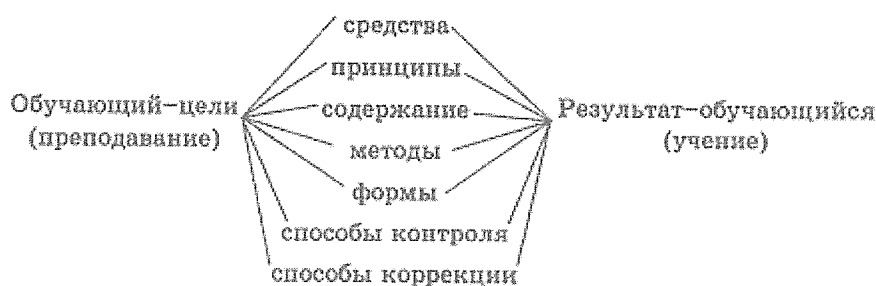 средства
принципы
Обучающий-цели
(преподавание)
содержание
Результат-обучающийся
(учение)
методы
формы
способы контроля
способы коррекции